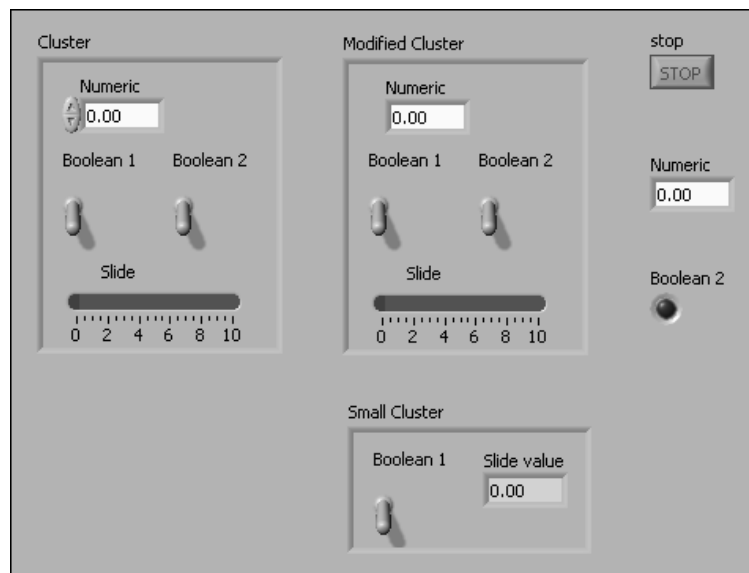 Cluster
Numeric
0.00
Boolean 1 Boolean 2
Slide
0 2 4 6 8 10
Modified Cluster
Numeric
0.00
Boolean 1 Boolean 2
Slide
0 2 4 6 8 10
stop
STOP
Numeric
0.00
Boolean 2
Small Cluster
Boolean 1 Slide value
0.00